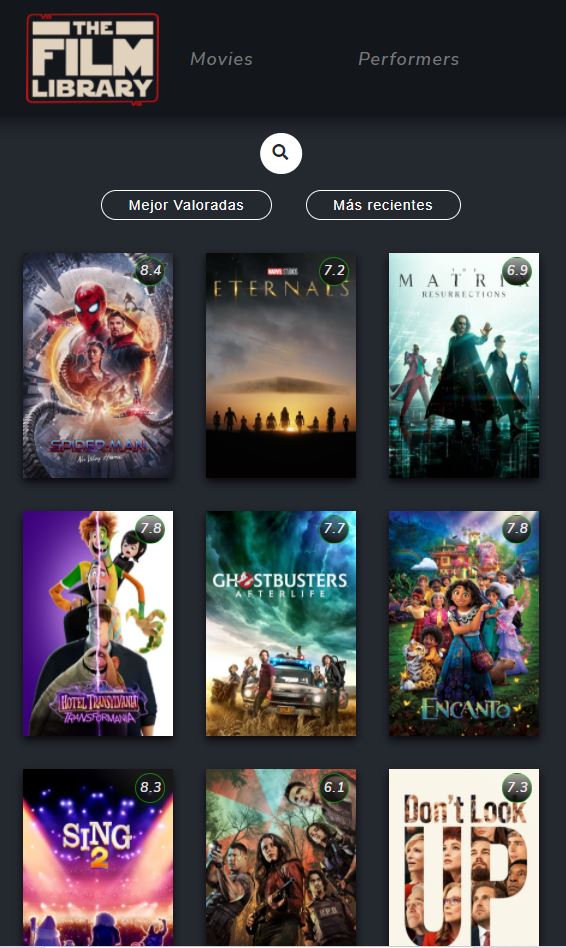 THE
FILM
LIBRARY
Movies
Performers
Mejor Valoradas
Más recientes
8.4
SPIDER-MAN
No Way Home
7.2
MARVEL STUDIOS
ETERNALS
6.9
THE
MATRIX
RESURRECTIONS
7.8
HOTEL TRANSYLVANIA
TRANSFORMANIA
7.7
GHOSTBUSTERS
AFTERLIFE
7.8
ENCANTO
8.3
SING
2
6.1
R.P.D.
7.3
Don't Look
UP